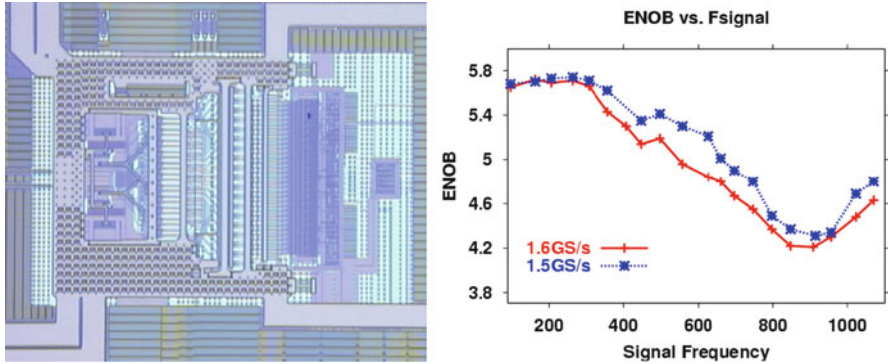 ENOB vs. Fsignal
5.8
5.4
5
4.6
4.2
3.8
ENOB
1.6GS/s
1.5GS/s
200
400
600
800
1000
Signal Frequency